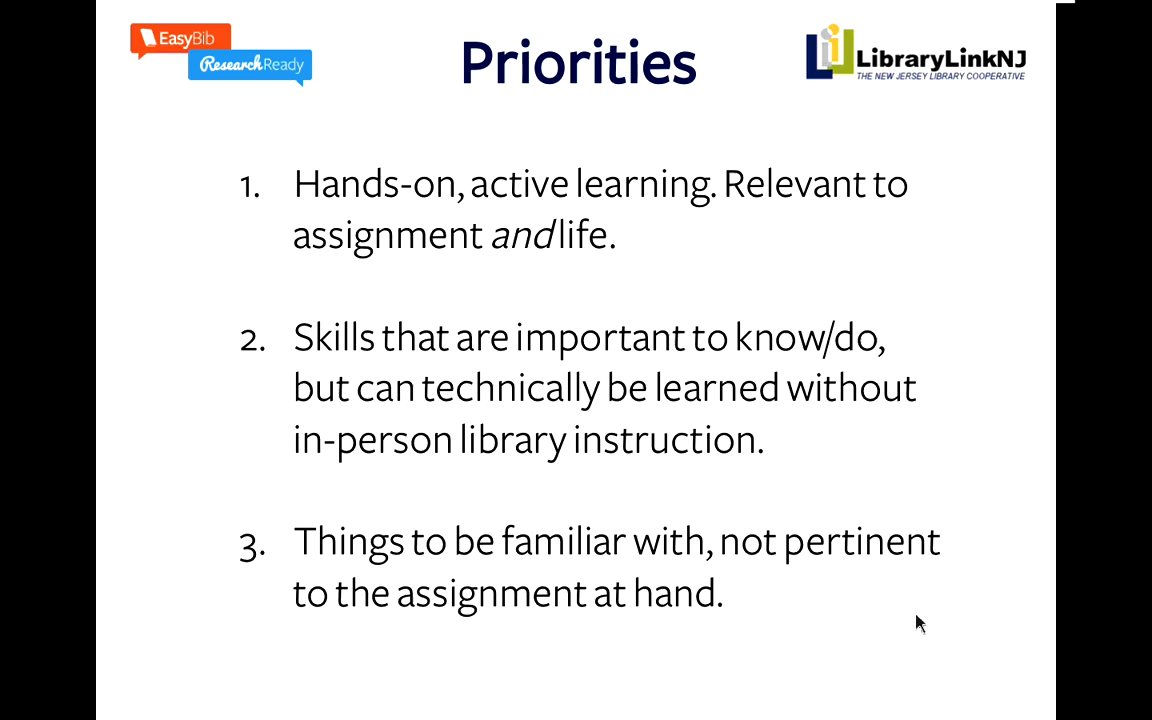 EasyBib
ResearchReady
Priorities
LibraryLinkNJ
THE NEW JERSEY LIBRARY COOPERATIVE
1. Hands-on, active learning. Relevant to
assignment and life.
2. Skills that are important to know/do,
but can technically be learned without
in-person library instruction.
3. Things to be familiar with, not pertinent
to the assignment at hand.